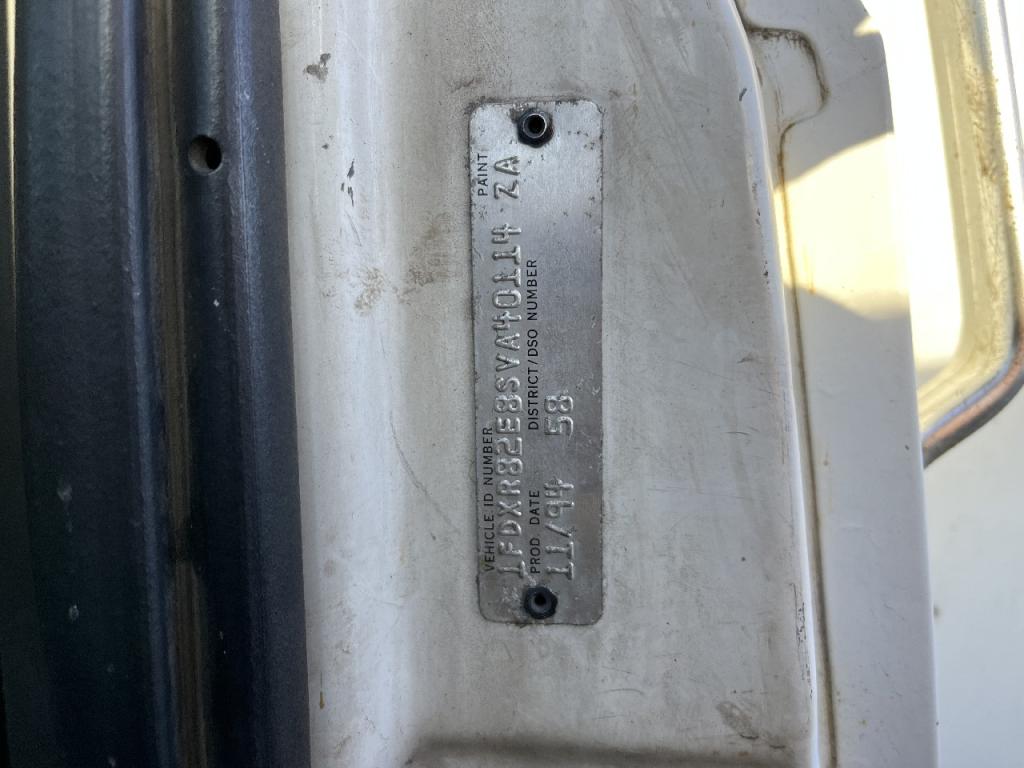 VEHICLE ID NUMBER PAINT
1FDXR82E8SVA40114 ZA
PROD. DATE DISTRICT/DSO NUMBER
11/94 58